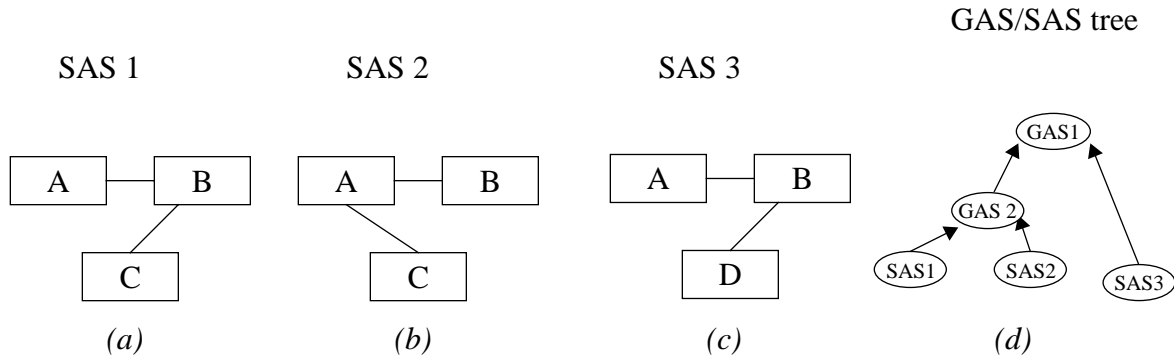 GAS/SAS tree
SAS 1
SAS 2
SAS 3
A
B
C
A
B
C
A
B
D
GAS1
GAS 2
SAS1
SAS2
SAS3
(a)
(b)
(c)
(d)